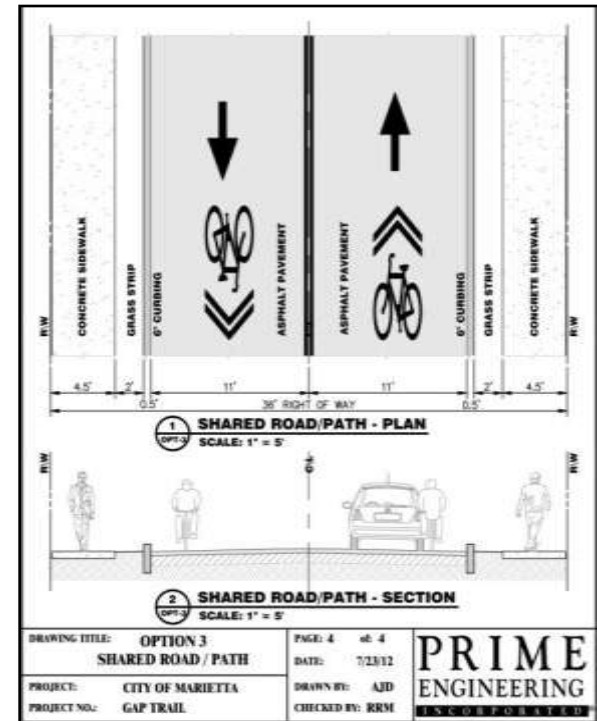 R\W
CONCRETE SIDEWALK
GRASS STRIP
6" CURBING
ASPHALT PAVEMENT
ASPHALT PAVEMENT
6" CURBING
GRASS STRIP
CONCRETE SIDEWALK
R\W
4.5'
2'
11'
11'
2'
4.5'
0.5'
36' RIGHT OF WAY
0.5'
1
OPT-3
SHARED ROAD/PATH - PLAN
SCALE: 1" = 5'
R\W
C-L
R\W
2
OPT-3
SHARED ROAD/PATH - SECTION
SCALE: 1" = 5'
DRAWING TITLE: OPTION 3
SHARED ROAD / PATH
PROJECT: CITY OF MARIETTA
PROJECT NO.: GAP TRAIL
PAGE: 4 of: 4
DATE: 7/23/12
DRAWN BY: AJD
CHECKED BY: RRM
PRIME
ENGINEERING
INCORPORATED